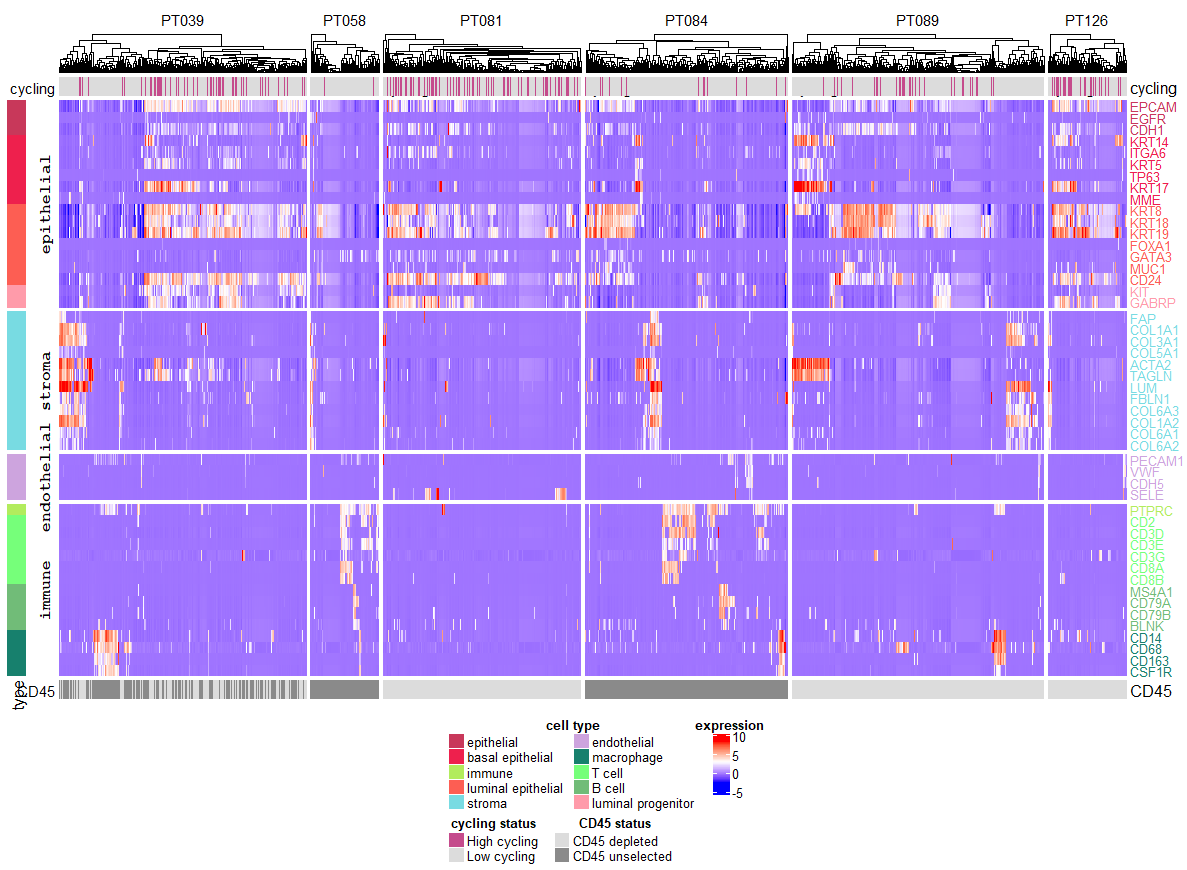 PT039 PT058 PT081 PT084 PT089 PT126
cycling cycling
epithelial
stroma
endothelial
immune
EPCAM
EGFR
CDH1
KRT14
ITGA6
KRT5
TP63
KRT17
MME
KRT8
KRT18
KRT19
FOXA1
GATA3
MUC1
CD24
KIT
GABRP
FAP
COL1A1
COL3A1
COL5A1
ACTA2
TAGLN
LUM
FBLN1
COL6A3
COL1A2
COL6A1
COL6A2
PECAM1
VWF
CDH5
SELE
PTPRC
CD2
CD3D
CD3E
CD3G
CD8A
CD8B
MS4A1
CD79A
CD79B
BLNK
CD14
CD68
CD163
CSF1R
CD45 CD45
type
cell type
epithelial
basal epithelial
immune
luminal epithelial
stroma
endothelial
macrophage
T cell
B cell
luminal progenitor
expression
10
5
0
-5
cycling status
High cycling
Low cycling
CD45 status
CD45 depleted
CD45 unselected